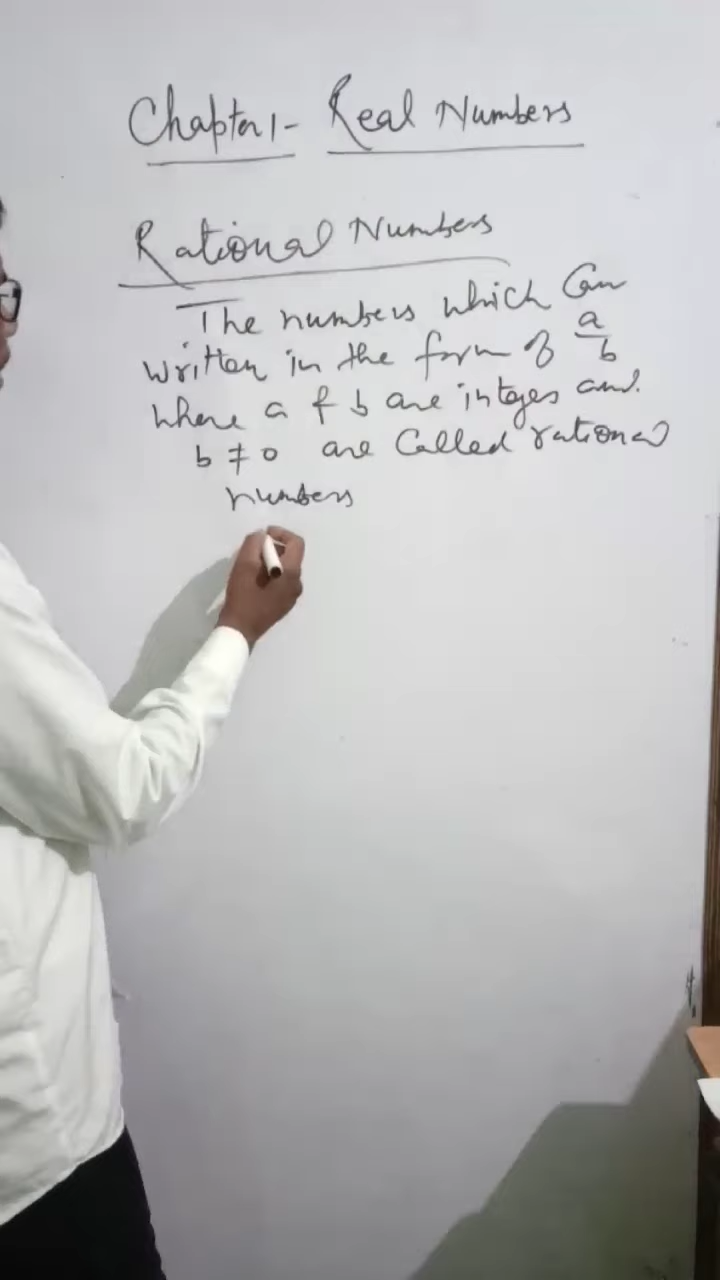 Chapter 1- Real Numbers
Rational Numbers
The numbers which Can
written in the form of a/b
where a & b are integes and
b ≠ 0 are Called rational
numbers